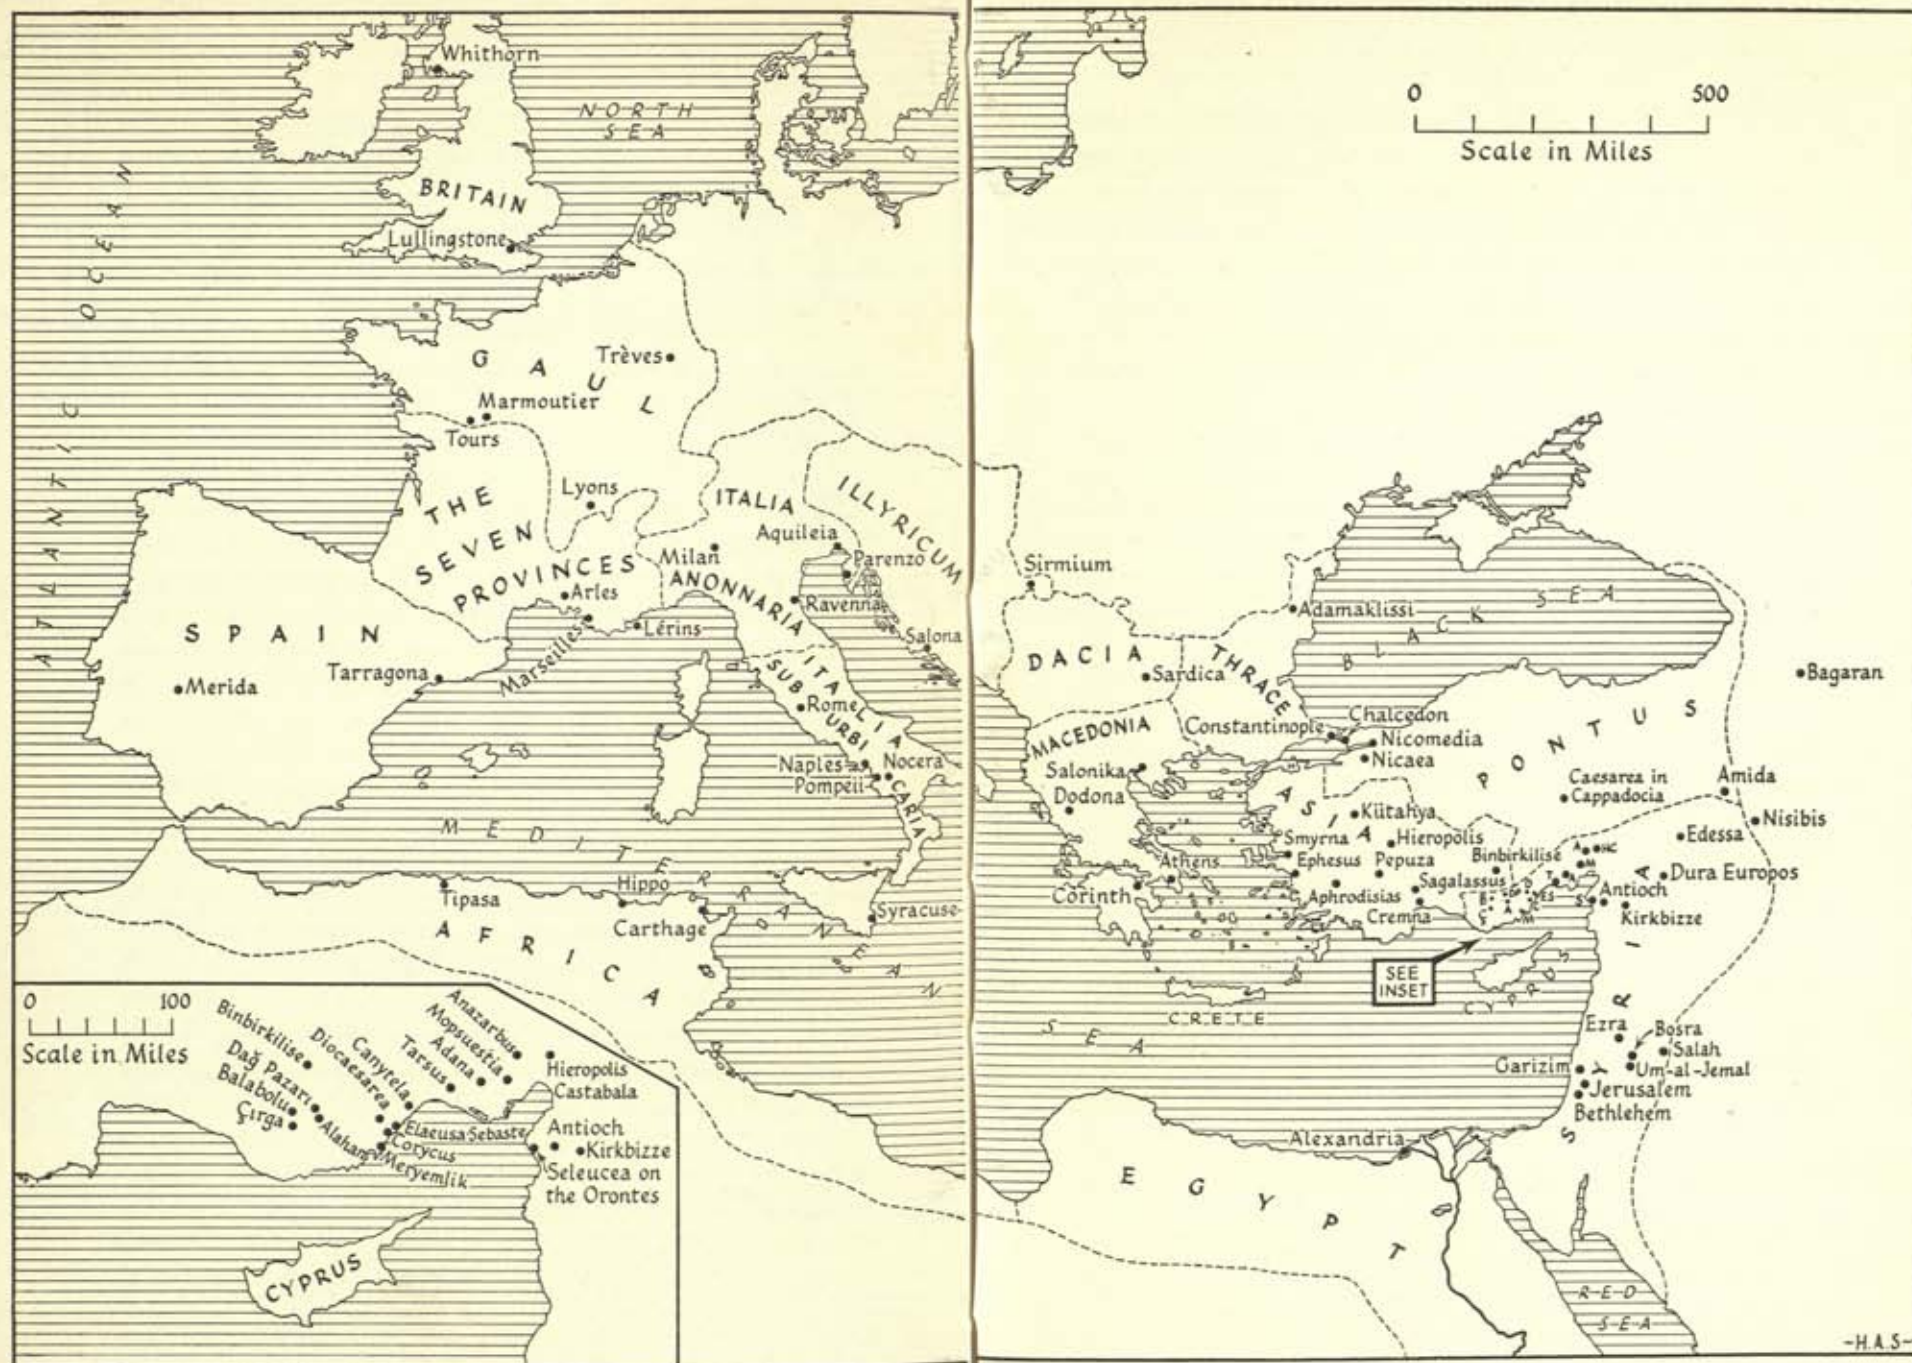 Whithorn
NORTH
SEA
ATLANTIC OCEAN
BRITAIN
Lullingstone
GAUL
Trèves
Marmoutier
Tours
Lyons
THE
SEVEN
PROVINCES
ITALIA
ANONNARIA
ILLYRICUM
Aquileia
Milan
Parenzo
Arles
Ravenna
Marseilles
Lérins
Salona
SPAIN
Tarragona
Merida
ITALIA
SUBURBI
CARIA
Rome
Naples
Nocera
Pompeii
MEDITERRANEAN
Tipasa
Hippo
Carthage
Syracuse
AFRICA
0 100
Scale in Miles
Binbirkilise
Dağ Pazarı
Balabolu
Çırga
Diocaesarea
Canytela
Tarsus
Adana
Mopsuestia
Anazarbus
Hieropolis
Castabala
Alahan
Elaeusa Sebaste
Corycus
Meryemlik
Antioch
Kirkbizze
Seleucea on
the Orontes
CYPRUS
0 500
Scale in Miles
Sirmium
Adamaklissi
BLACK SEA
DACIA
Sardica
THRACE
Bagaran
MACEDONIA
Constantinople
Chalcedon
Nicomedia
Nicaea
PONTUS
Salonika
Dodona
ASIA
Kütahya
Caesarea in
Cappadocia
Amida
Nisibis
Smyrna
Hieropolis
Edessa
Athens
Ephesus
Pepuza
Binbirkilise
A
HC
M
Dura Europos
Corinth
Aphrodisias
Sagalassus
Cremna
D
T
A
B
C
ES
Ç
A
M
S
Antioch
Kirkbizze
SEE
INSET
CYPRUS
CRETE
SEA
SYRIA
Ezra
Bosra
Salah
Garizim
Um-al-Jemal
Jerusalem
Bethlehem
Alexandria
EGYPT
RED
SEA
-H.A.S-